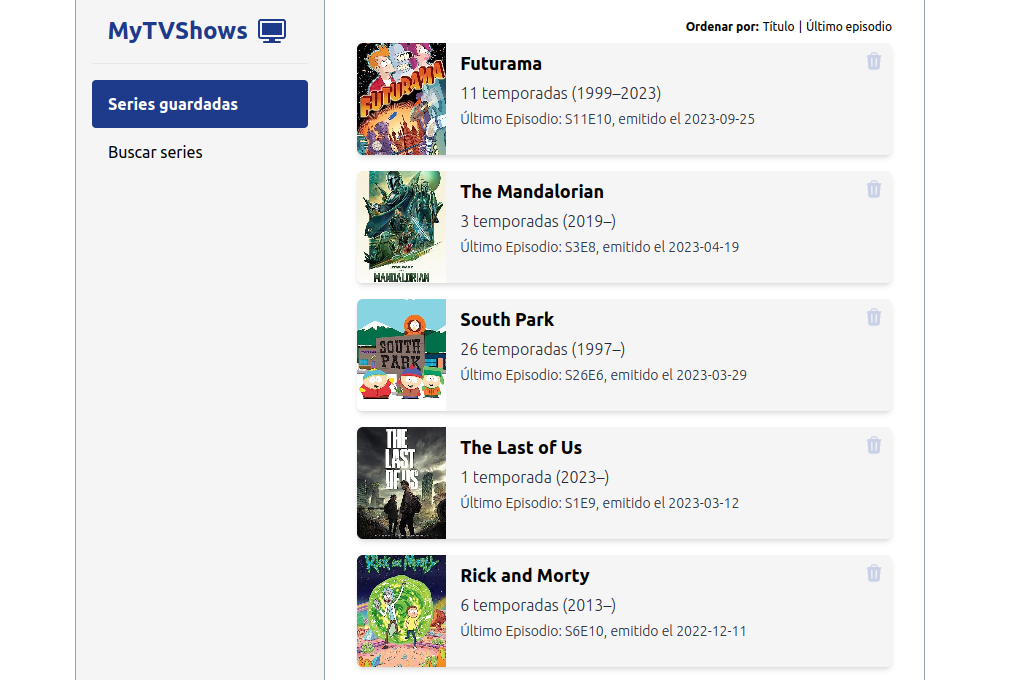 MyTVShows
Series guardadas
Buscar series
Ordenar por: Título | Último episodio
FUTURAMA
Futurama
11 temporadas (1999–2023)
Último Episodio: S11E10, emitido el 2023-09-25
MANDALORIAN
The Mandalorian
3 temporadas (2019–)
Último Episodio: S3E8, emitido el 2023-04-19
SOUTH
PARK
South Park
26 temporadas (1997–)
Último Episodio: S26E6, emitido el 2023-03-29
THE
LAST
OF US
The Last of Us
1 temporada (2023–)
Último Episodio: S1E9, emitido el 2023-03-12
Rick and Morty
Rick and Morty
6 temporadas (2013–)
Último Episodio: S6E10, emitido el 2022-12-11